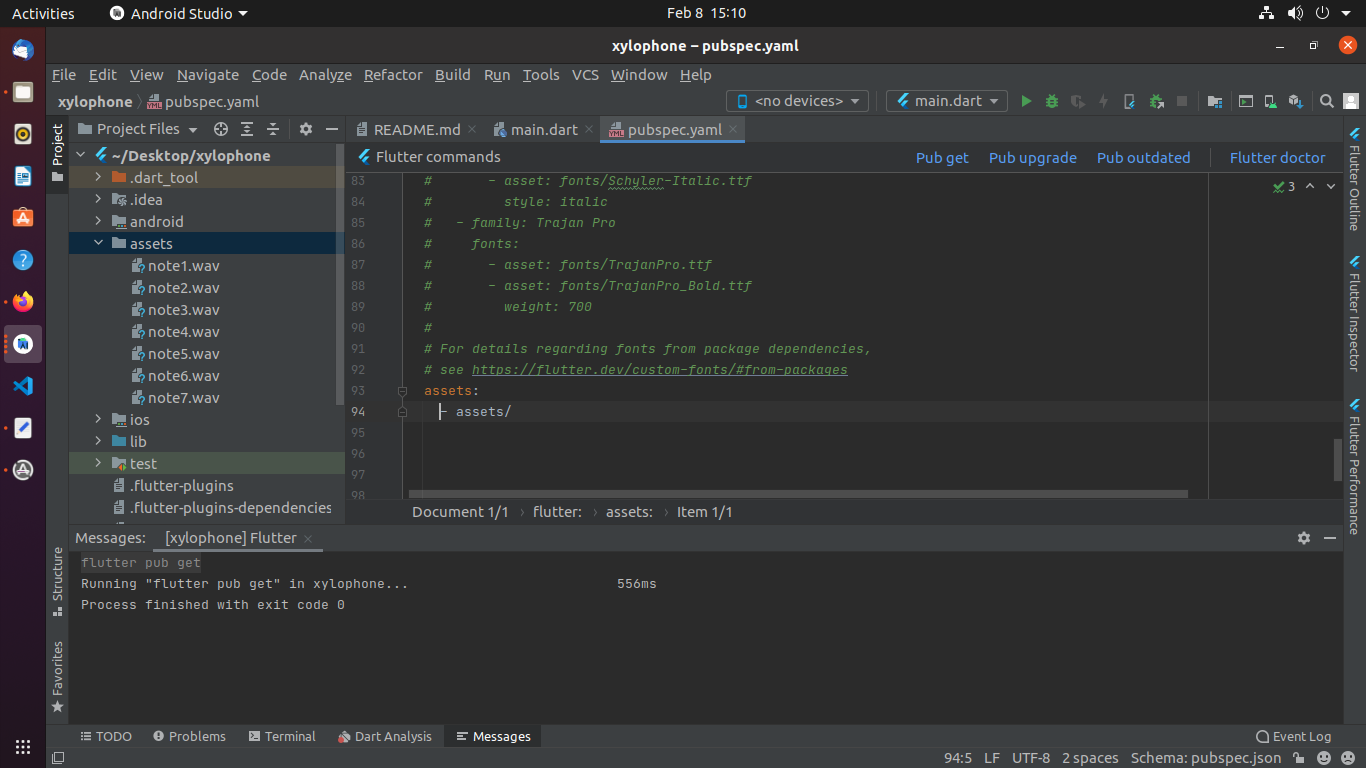 Activities
Android Studio
Feb 8 15:10
xylophone – pubspec.yaml
File Edit View Navigate Code Analyze Refactor Build Run Tools VCS Window Help
xylophone pubspec.yaml
<no devices>
main.dart
Project
Project Files
README.md
main.dart
pubspec.yaml
~/Desktop/xylophone
.dart_tool
.idea
android
assets
note1.wav
note2.wav
note3.wav
note4.wav
note5.wav
note6.wav
note7.wav
ios
lib
test
.flutter-plugins
.flutter-plugins-dependencies
Flutter commands
Pub get
Pub upgrade
Pub outdated
Flutter doctor
3
83 # - asset: fonts/Schyler-Italic.ttf
84 # style: italic
85 # - family: Trajan Pro
86 # fonts:
87 # - asset: fonts/TrajanPro.ttf
88 # - asset: fonts/TrajanPro_Bold.ttf
89 # weight: 700
90 #
91 # For details regarding fonts from package dependencies,
92 # see https://flutter.dev/custom-fonts/#from-packages
93 assets:
94 - assets/
95
96
97
98
Document 1/1 › flutter: › assets: › Item 1/1
Flutter Outline
Flutter Inspector
Flutter Performance
Structure
Favorites
Messages: [xylophone] Flutter
flutter pub get
Running "flutter pub get" in xylophone... 556ms
Process finished with exit code 0
TODO
Problems
Terminal
Dart Analysis
Messages
Event Log
94:5 LF UTF-8 2 spaces Schema: pubspec.json